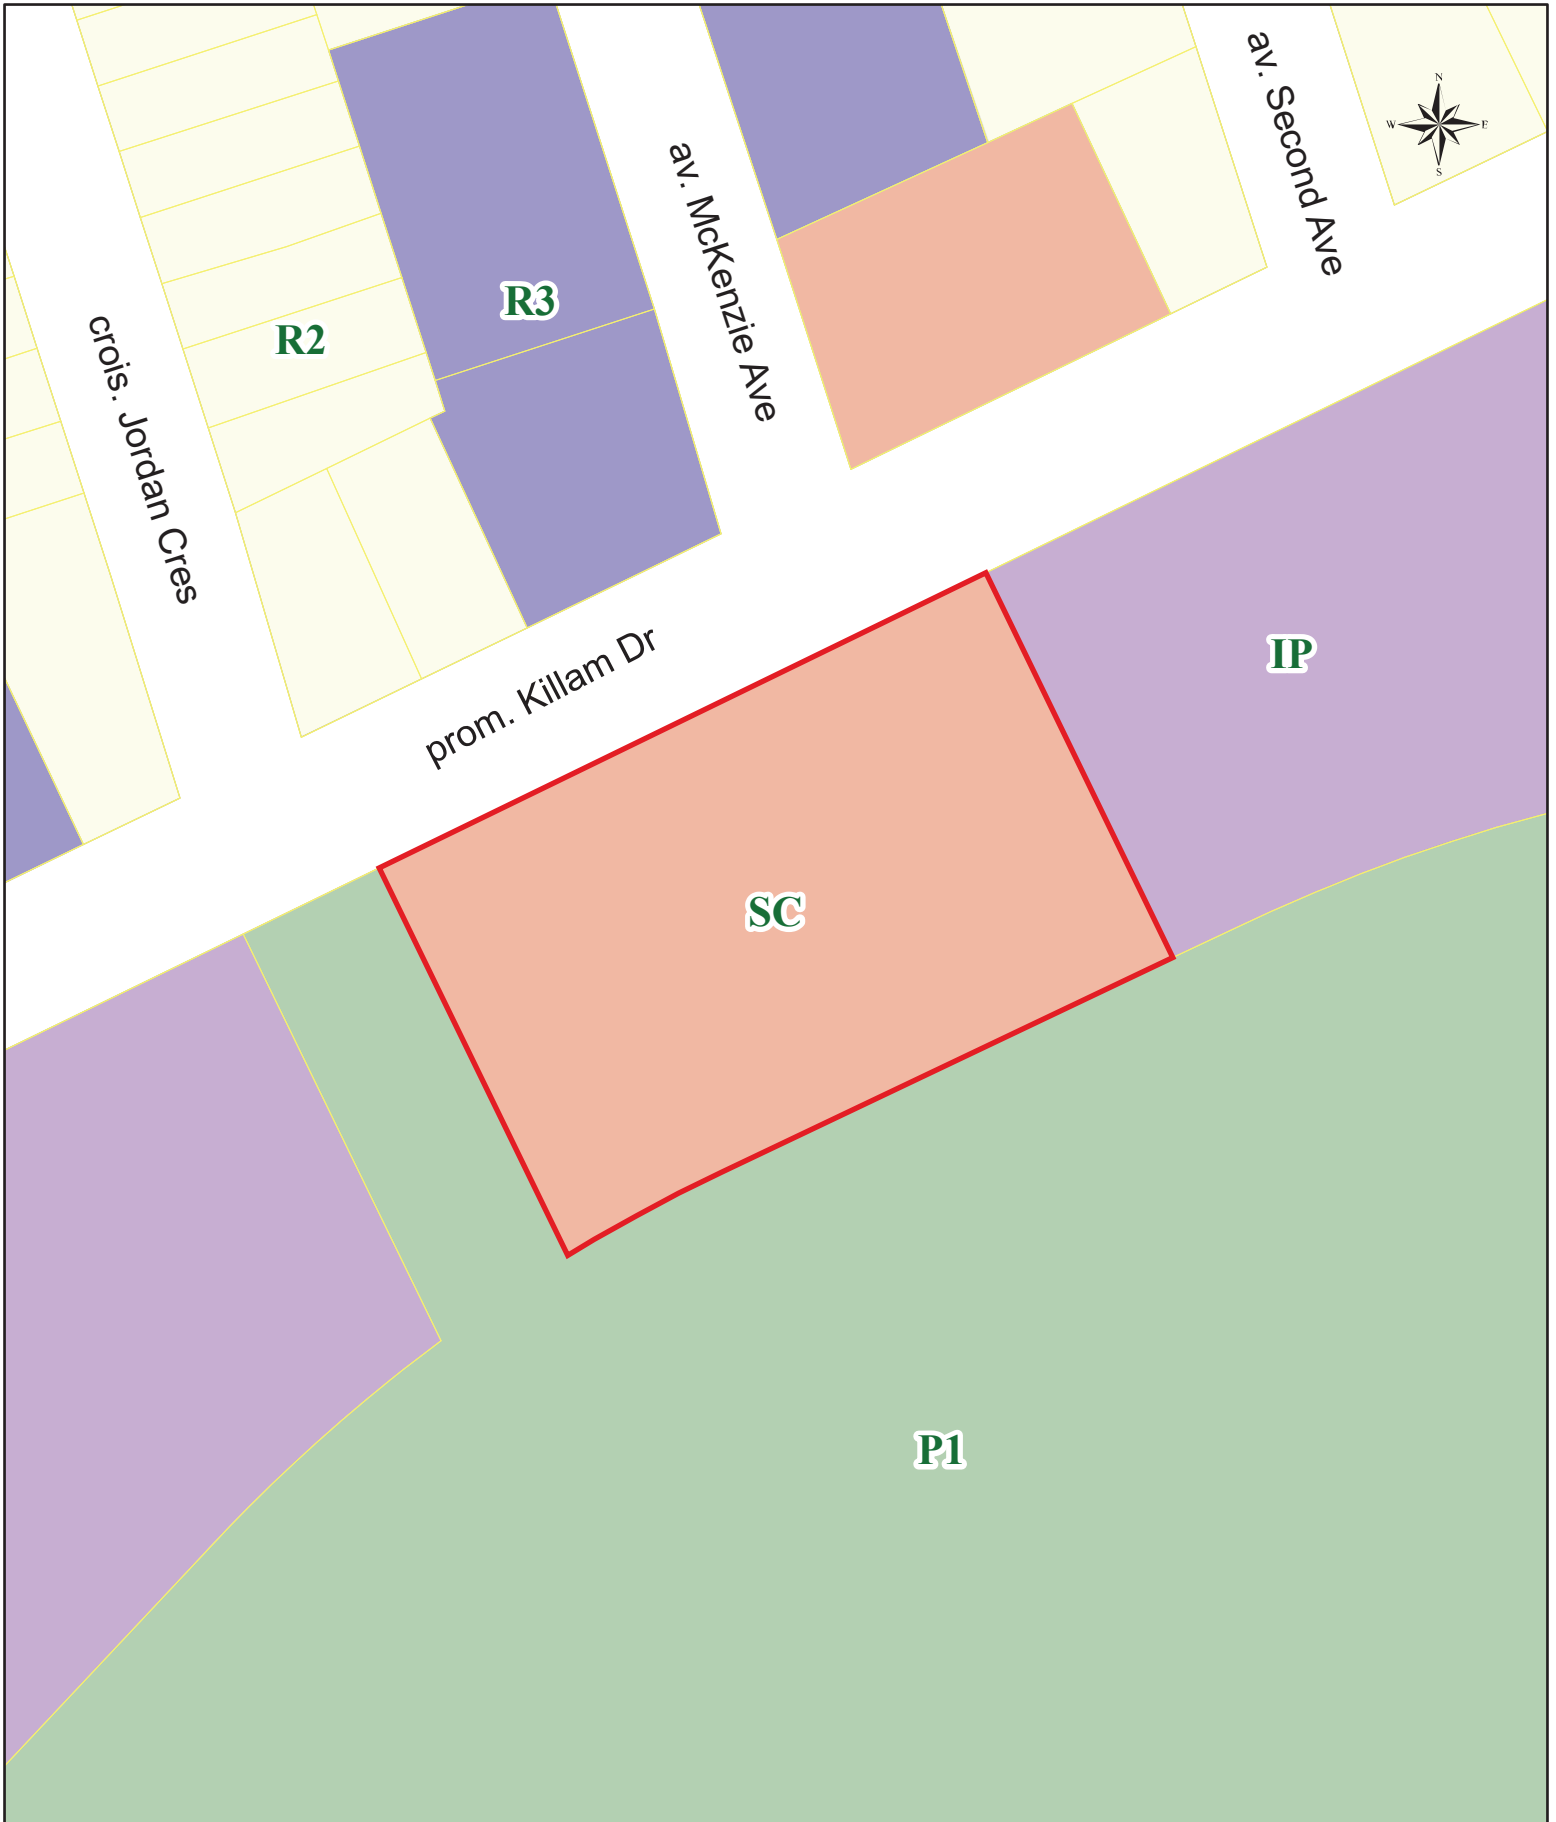 av. Second Ave
N
W
E
S
av. McKenzie Ave
R3
R2
crois. Jordan Cres
prom. Killam Dr
IP
SC
P1